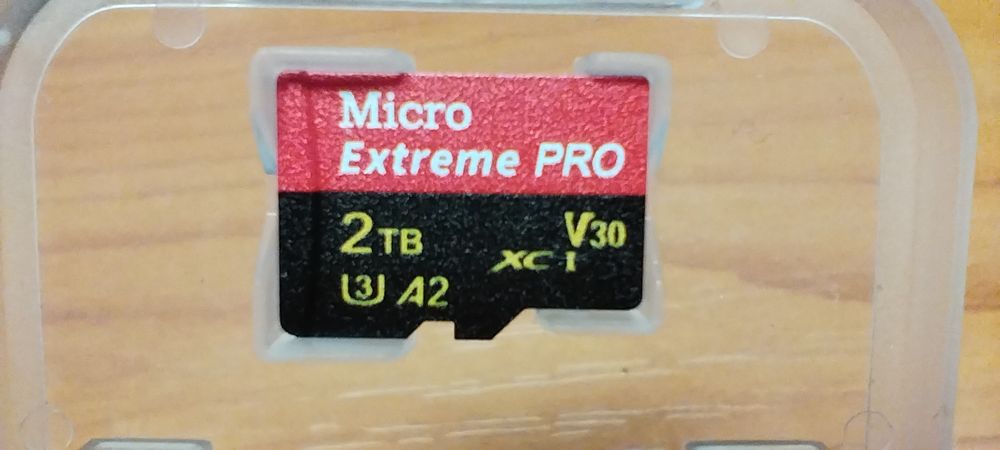 Micro
Extreme PRO
2TB V30
XC I
U3 A2